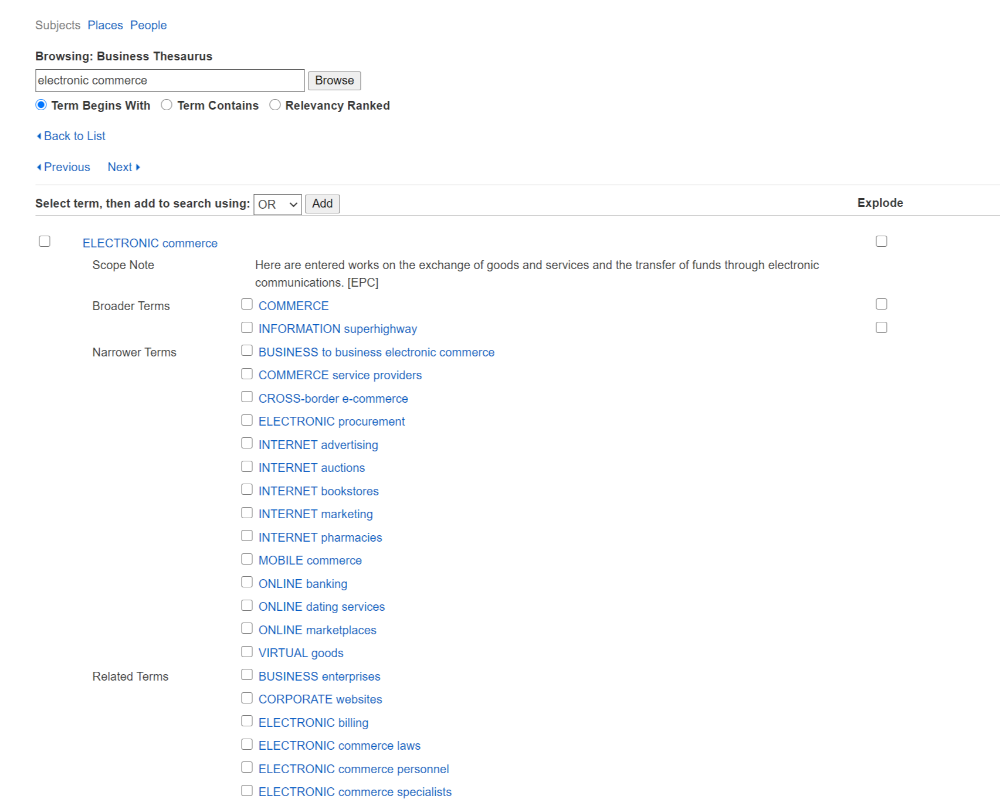 Subjects Places People
Browsing: Business Thesaurus
electronic commerce Browse
Term Begins With Term Contains Relevancy Ranked
Back to List
Previous Next
Select term, then add to search using: OR Add Explode
ELECTRONIC commerce
Scope Note Here are entered works on the exchange of goods and services and the transfer of funds through electronic
communications. [EPC]
Broader Terms COMMERCE
INFORMATION superhighway
Narrower Terms BUSINESS to business electronic commerce
COMMERCE service providers
CROSS-border e-commerce
ELECTRONIC procurement
INTERNET advertising
INTERNET auctions
INTERNET bookstores
INTERNET marketing
INTERNET pharmacies
MOBILE commerce
ONLINE banking
ONLINE dating services
ONLINE marketplaces
VIRTUAL goods
Related Terms BUSINESS enterprises
CORPORATE websites
ELECTRONIC billing
ELECTRONIC commerce laws
ELECTRONIC commerce personnel
ELECTRONIC commerce specialists